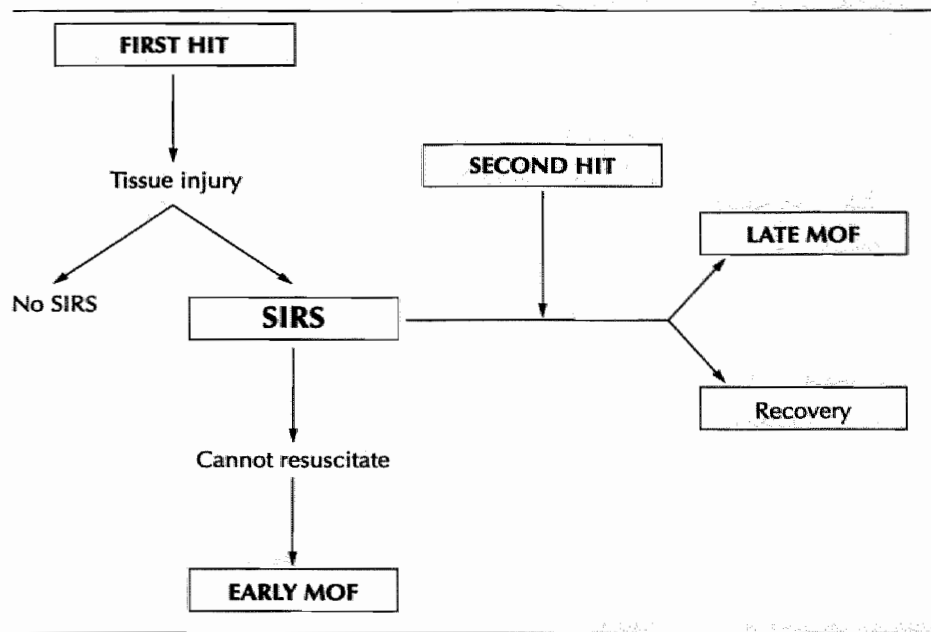 FIRST HIT
Tissue injury
SECOND HIT
LATE MOF
No SIRS
SIRS
Recovery
Cannot resuscitate
EARLY MOF